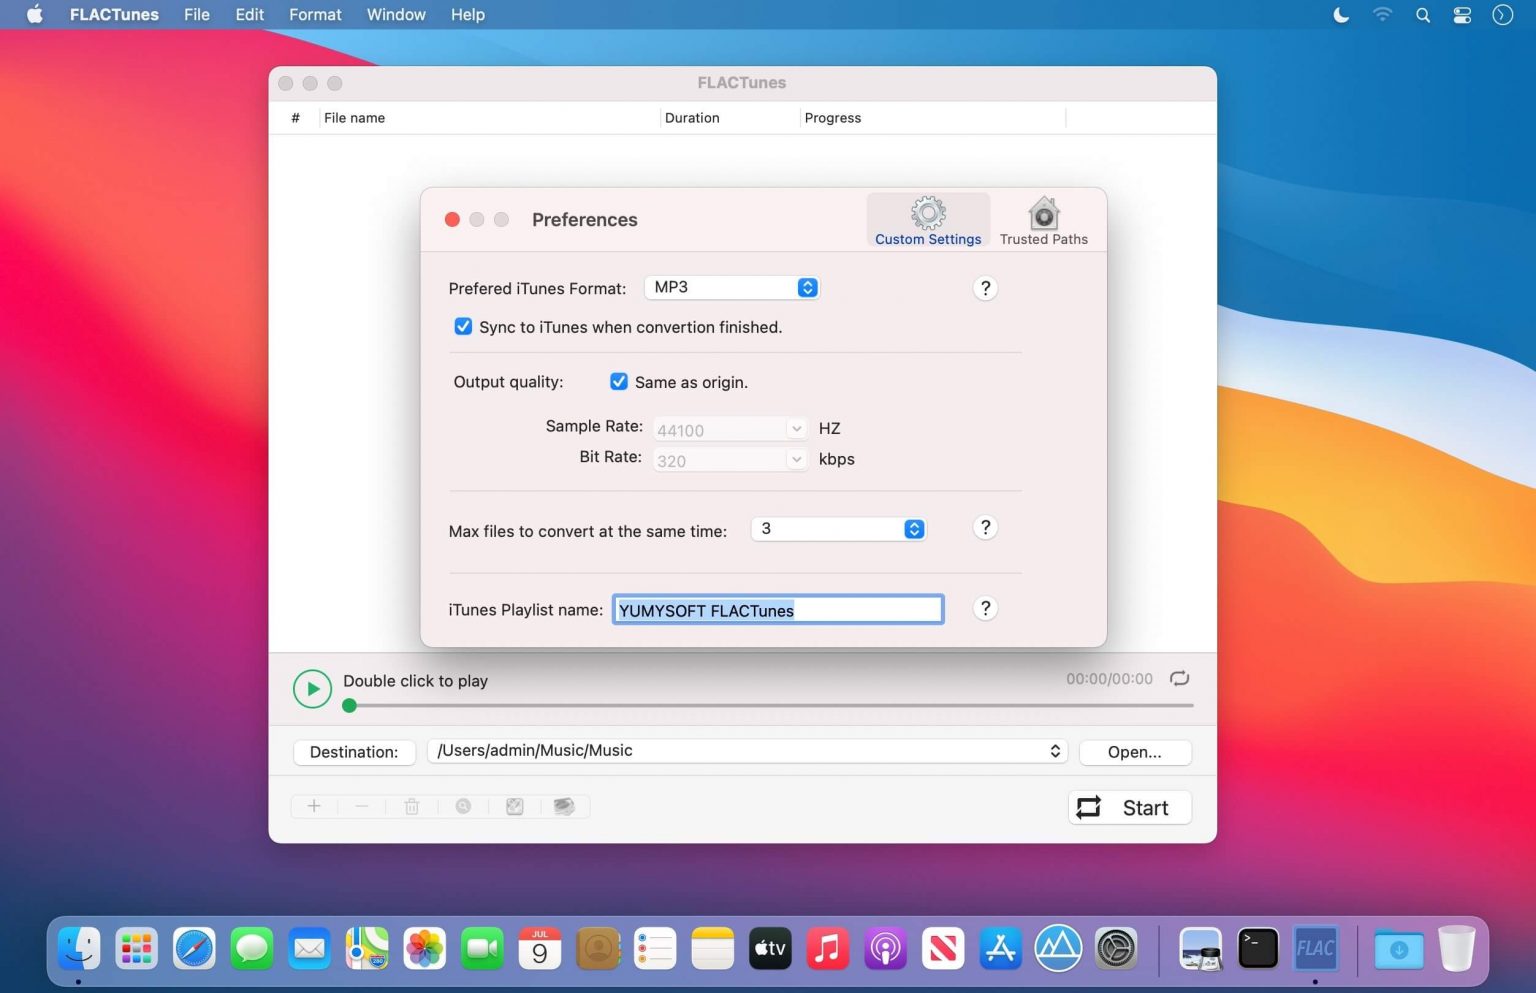 FLACTunes File Edit Format Window Help
FLACTunes
# File name Duration Progress
Preferences
Custom Settings Trusted Paths
Prefered iTunes Format: MP3 ?
Sync to iTunes when convertion finished.
Output quality: Same as origin.
Sample Rate: 44100 HZ
Bit Rate: 320 kbps
Max files to convert at the same time: 3 ?
iTunes Playlist name: YUMYSOFT FLACTunes ?
Double click to play 00:00/00:00
Destination: /Users/admin/Music/Music Open...
Start
JUL
9
280
tv
>_
FLAC